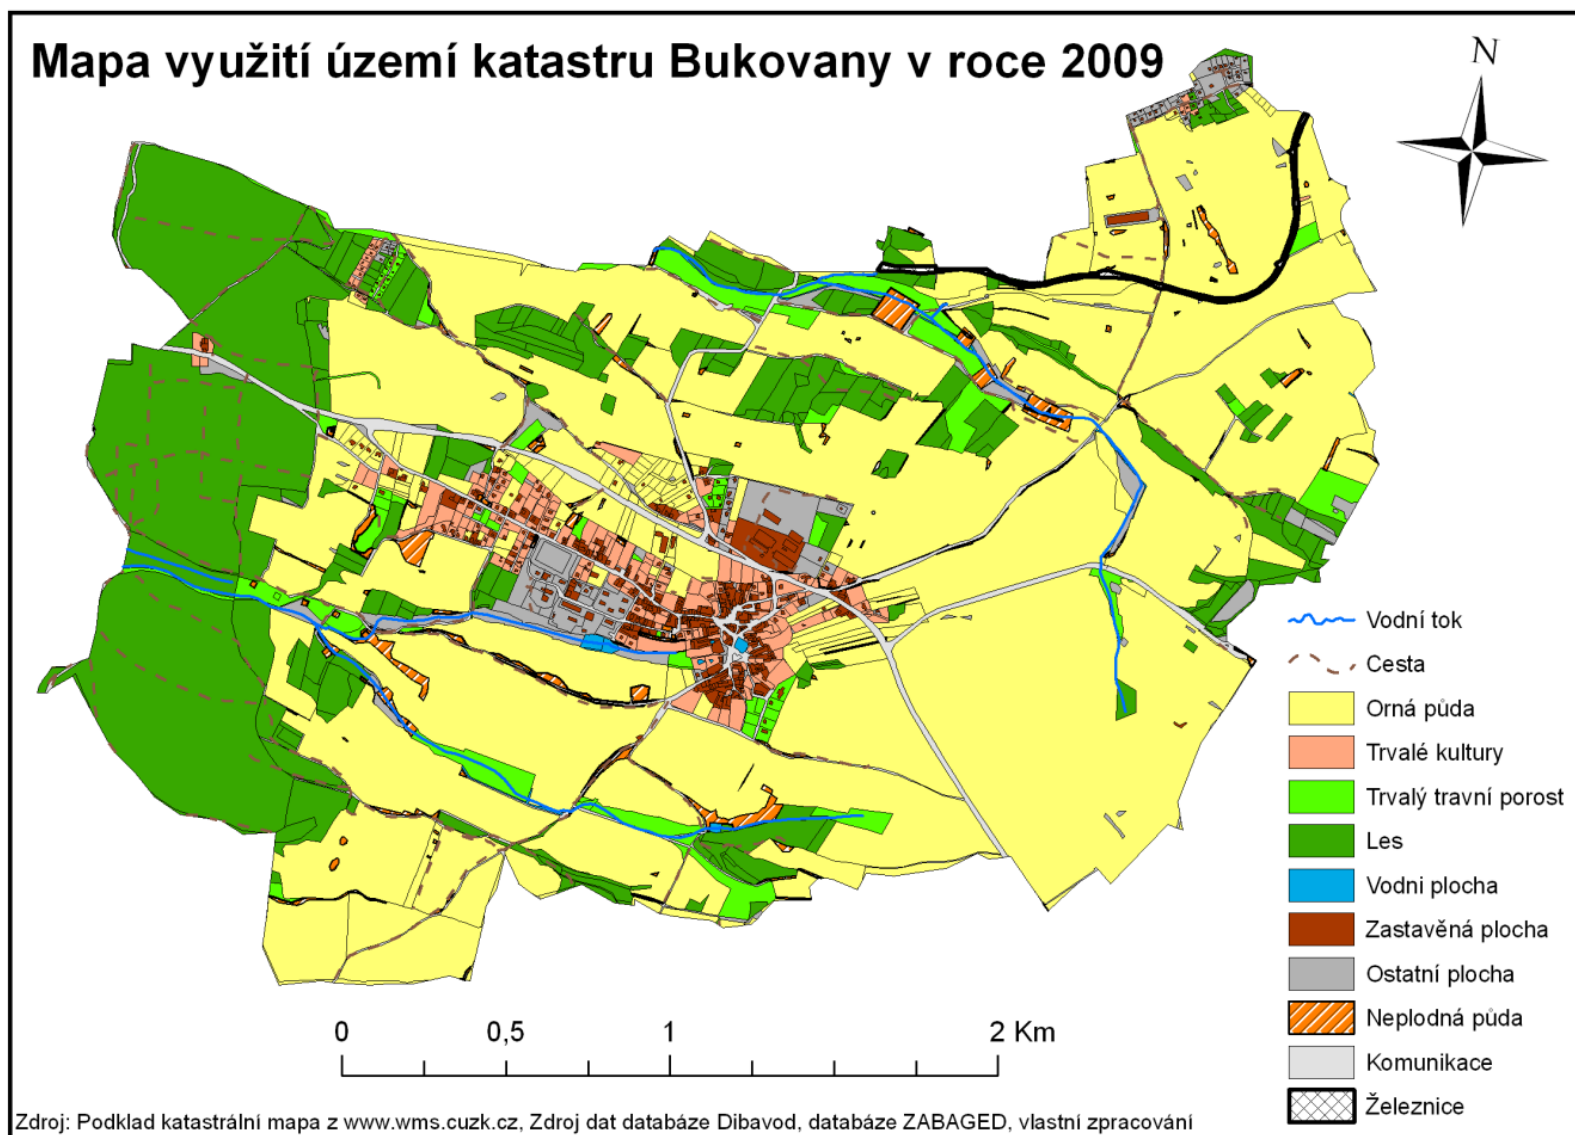 Mapa využití území katastru Bukovany v roce 2009
N
Vodní tok
Cesta
Orná půda
Trvalé kultury
Trvalý travní porost
Les
Vodni plocha
Zastavěná plocha
Ostatní plocha
Neplodná půda
Komunikace
Železnice
0 0,5 1 2 Km
Zdroj: Podklad katastrální mapa z www.wms.cuzk.cz, Zdroj dat databáze Dibavod, databáze ZABAGED, vlastní zpracování